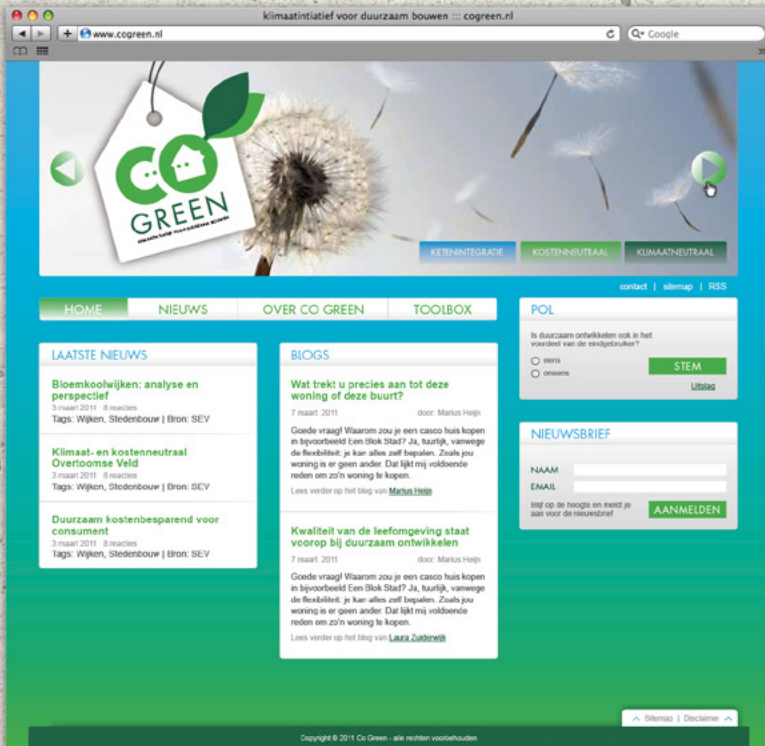 klimaatintiatief voor duurzaam bouwen ::: cogreen.nl
www.cogreen.nl
Google
CO
GREEN
KLIMAATINITIATIEF VOOR DUURZAAM BOUWEN
KETENINTEGRATIE
KOSTENNEUTRAAL
KLIMAATNEUTRAAL
contact | sitemap | RSS
HOME
NIEUWS
OVER CO GREEN
TOOLBOX
LAATSTE NIEUWS
Bloemkoolwijken: analyse en
perspectief
3 maart 2011 8 reacties
Tags: Wijken, Stedenbouw | Bron: SEV
Klimaat- en kostenneutraal
Overtoomse Veld
3 maart 2011 8 reacties
Tags: Wijken, Stedenbouw | Bron: SEV
Duurzaam kostenbesparend voor
consument
3 maart 2011 8 reacties
Tags: Wijken, Stedenbouw | Bron: SEV
BLOGS
Wat trekt u precies aan tot deze
woning of deze buurt?
7 maart 2011 door: Marius Heijn
Goede vraag! Waarom zou je een casco huis kopen
in bijvoorbeeld Een Blok Stad? Ja, tuurlijk, vanwege
de flexibiliteit: je kan alles zelf bepalen. Zoals jou
woning is er geen ander. Dat lijkt mij voldoende
reden om zo'n woning te kopen.
Lees verder op het blog van Marius Heijn
Kwaliteit van de leefomgeving staat
voorop bij duurzaam ontwikkelen
7 maart 2011 door: Marius Heijn
Goede vraag! Waarom zou je een casco huis kopen
in bijvoorbeeld Een Blok Stad? Ja, tuurlijk, vanwege
de flexibiliteit: je kan alles zelf bepalen. Zoals jou
woning is er geen ander. Dat lijkt mij voldoende
reden om zo'n woning te kopen.
Lees verder op het blog van Laura Zuiderwijk
POL
Is duurzaam ontwikkelen ook in het
voordeel van de eindgebruiker?
eens
oneens
STEM
Uitslag
NIEUWSBRIEF
NAAM
EMAIL
Blijf op de hoogte en meld je
aan voor de nieuwsbrief
AANMELDEN
Sitemap | Disclaimer
Copyright © 2011 Co Green - alle rechten voorbehouden